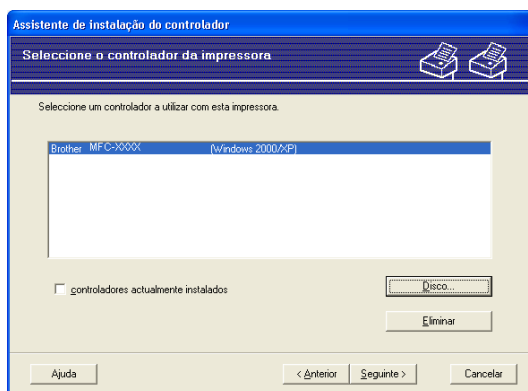 Assistente de instalação do controlador
Seleccione o controlador da impressora
Seleccione um controlador a utilizar com esta impressora.
Brother MFC-XXXX (Windows 2000/XP)
controladores actualmente instalados
Disco...
Eliminar
Ajuda
< Anterior
Seguinte >
Cancelar